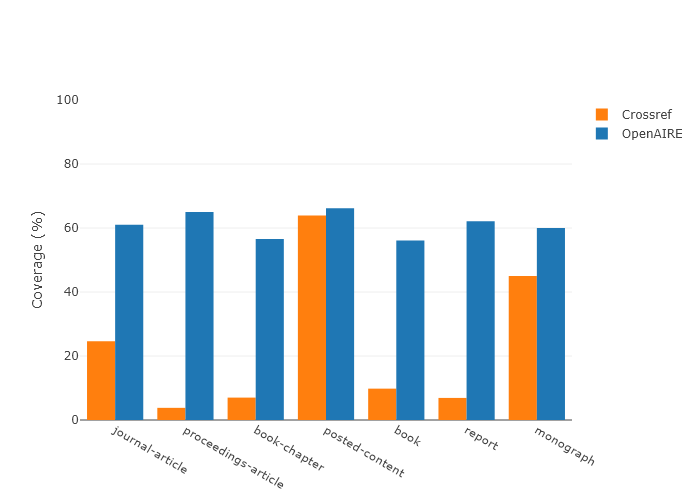 100
80
60
40
20
0
Coverage (%)
journal-article
proceedings-article
book-chapter
posted-content
book
report
monograph
Crossref
OpenAIRE